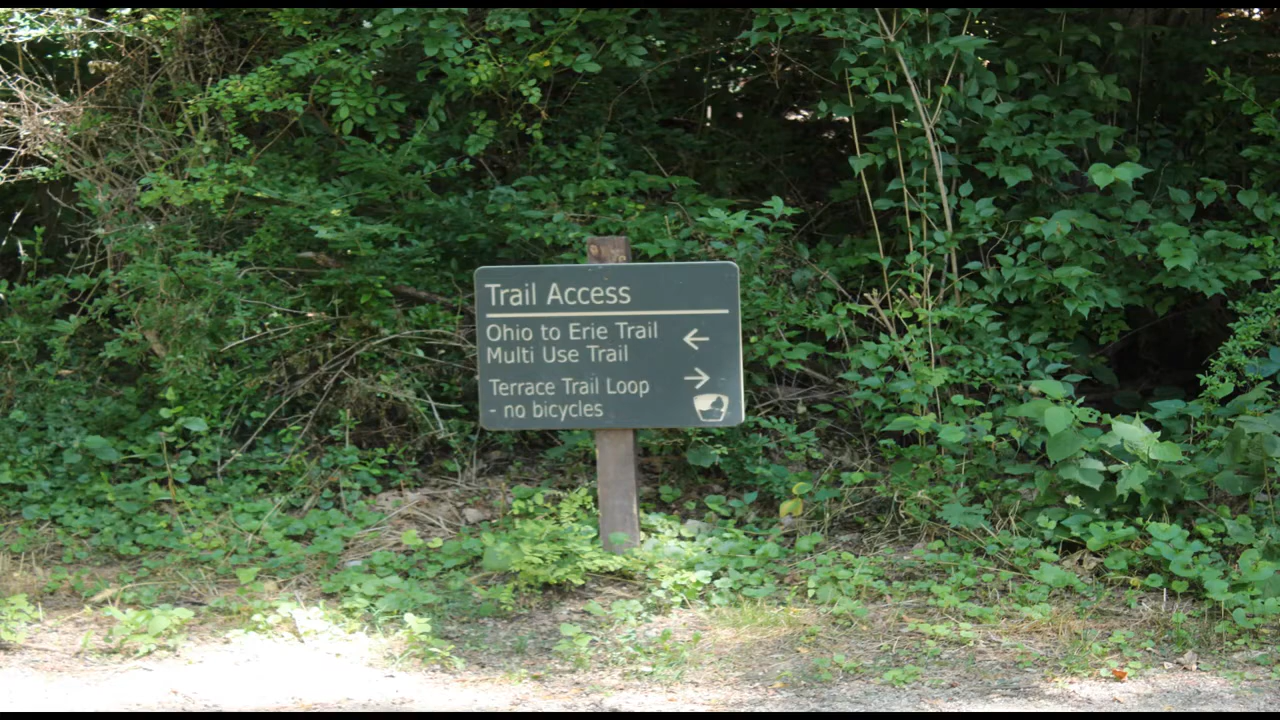 Trail Access
Ohio to Erie Trail ←
Multi Use Trail
→
Terrace Trail Loop
- no bicycles